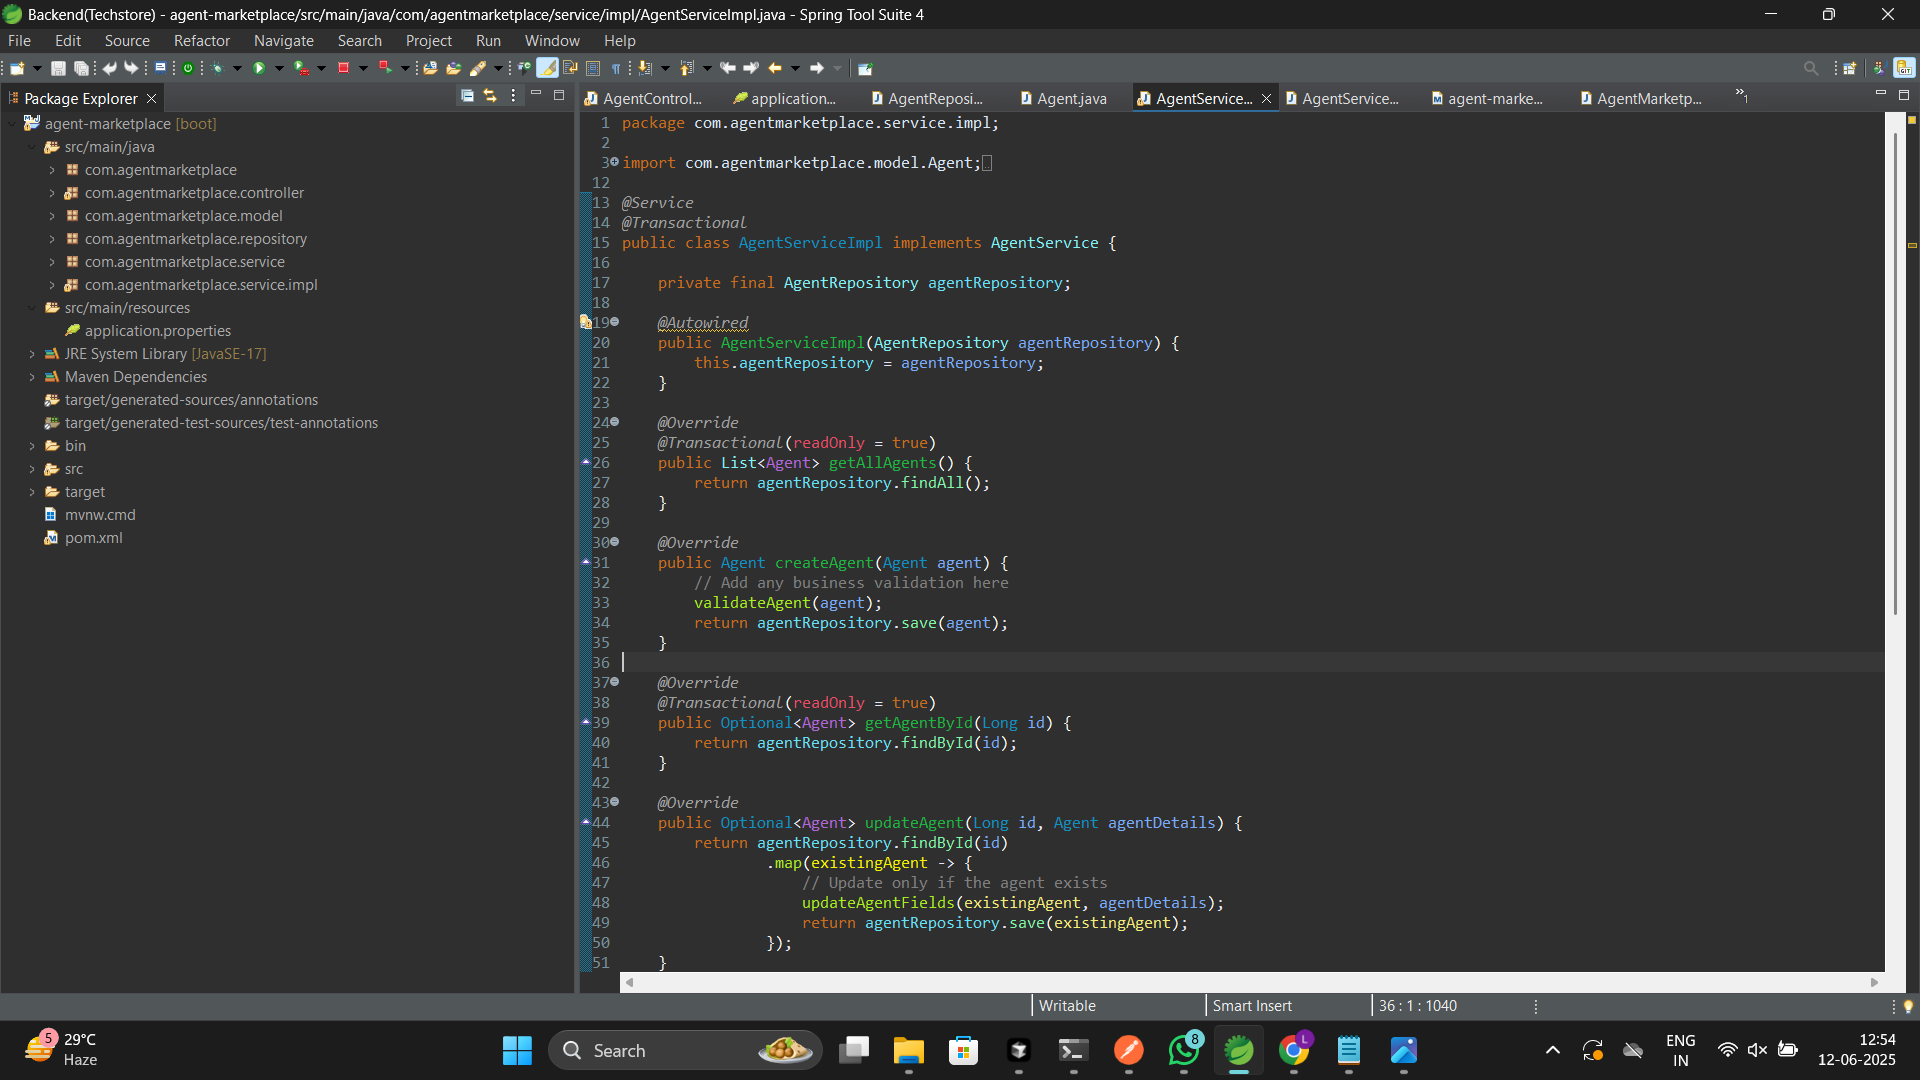 Backend(Techstore) - agent-marketplace/src/main/java/com/agentmarketplace/service/impl/AgentServiceImpl.java - Spring Tool Suite 4
File Edit Source Refactor Navigate Search Project Run Window Help
Package Explorer
agent-marketplace [boot]
src/main/java
com.agentmarketplace
com.agentmarketplace.controller
com.agentmarketplace.model
com.agentmarketplace.repository
com.agentmarketplace.service
com.agentmarketplace.service.impl
src/main/resources
application.properties
JRE System Library [JavaSE-17]
Maven Dependencies
target/generated-sources/annotations
target/generated-test-sources/test-annotations
bin
src
target
mvnw.cmd
pom.xml
AgentControl... application... AgentReposi... Agent.java AgentService... AgentService... agent-marke... AgentMarketp... »1
1 package com.agentmarketplace.service.impl;
2
3 import com.agentmarketplace.model.Agent;
12
13 @Service
14 @Transactional
15 public class AgentServiceImpl implements AgentService {
16
17 private final AgentRepository agentRepository;
18
19 @Autowired
20 public AgentServiceImpl(AgentRepository agentRepository) {
21 this.agentRepository = agentRepository;
22 }
23
24 @Override
25 @Transactional(readOnly = true)
26 public List<Agent> getAllAgents() {
27 return agentRepository.findAll();
28 }
29
30 @Override
31 public Agent createAgent(Agent agent) {
32 // Add any business validation here
33 validateAgent(agent);
34 return agentRepository.save(agent);
35 }
36
37 @Override
38 @Transactional(readOnly = true)
39 public Optional<Agent> getAgentById(Long id) {
40 return agentRepository.findById(id);
41 }
42
43 @Override
44 public Optional<Agent> updateAgent(Long id, Agent agentDetails) {
45 return agentRepository.findById(id)
46 .map(existingAgent -> {
47 // Update only if the agent exists
48 updateAgentFields(existingAgent, agentDetails);
49 return agentRepository.save(existingAgent);
50 });
51 }
Writable Smart Insert 36 : 1 : 1040
5
29°C
Haze
Search
8
L
ENG
IN
12:54
12-06-2025